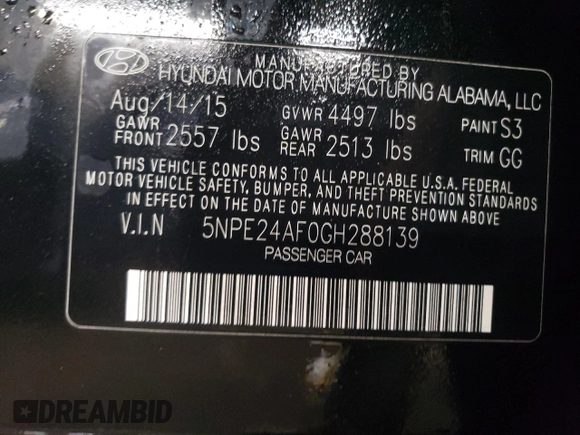 MANUFACTURED BY
HYUNDAI MOTOR MANUFACTURING ALABAMA, LLC
Aug/14/15 GVWR 4497 lbs PAINT S3
GAWR FRONT 2557 lbs GAWR REAR 2513 lbs TRIM GG
THIS VEHICLE CONFORMS TO ALL APPLICABLE U.S.A. FEDERAL
MOTOR VEHICLE SAFETY, BUMPER, AND THEFT PREVENTION STANDARDS
IN EFFECT ON THE DATE OF MANUFACTURE SHOWN ABOVE.
V.I.N 5NPE24AF0GH288139
PASSENGER CAR
DREAMBID